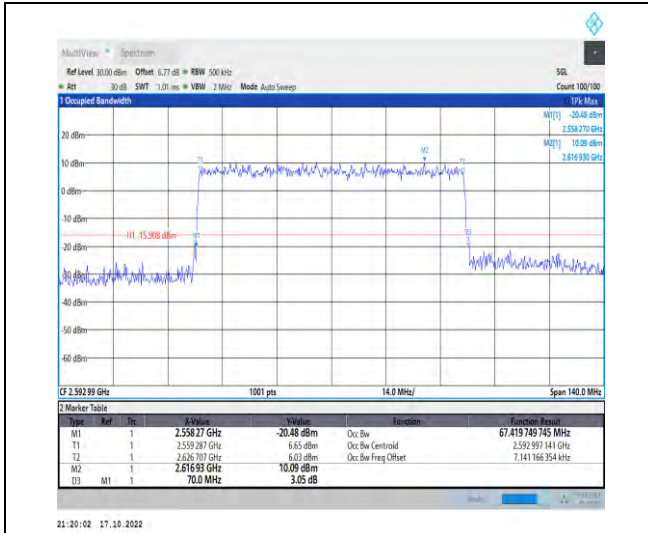 MultiView Spectrum
Ref Level 30.00 dBm Offset 6.77 dB RBW 500 kHz SGL
Att 30 dB SWT 1.01 ms VBW 2 MHz Mode Auto Sweep Count 100/100
1 Occupied Bandwidth 1Pk Max
M1[1] -20.48 dBm
2.558 270 GHz
M2[1] 10.09 dBm
2.616 930 GHz
20 dBm
10 dBm
0 dBm
-10 dBm
-20 dBm
-30 dBm
-40 dBm
-50 dBm
-60 dBm
T1
M2
H1 -15.908 dBm
M1
CF 2.592 99 GHz 1001 pts 14.0 MHz/ Span 140.0 MHz
2 Marker Table
Type Ref Trc X-Value Y-Value Function Function Result
M1 1 2.558 27 GHz -20.48 dBm Occ Bw 67.419 749 745 MHz
T1 1 2.559 287 GHz 6.65 dBm Occ Bw Centroid 2.592 997 141 GHz
T2 1 2.626 707 GHz 6.03 dBm Occ Bw Freq Offset 7.141 166 354 kHz
M2 1 2.616 93 GHz 10.09 dBm
D3 M1 1 70.0 MHz 3.05 dB
21:20:02 17.10.2022